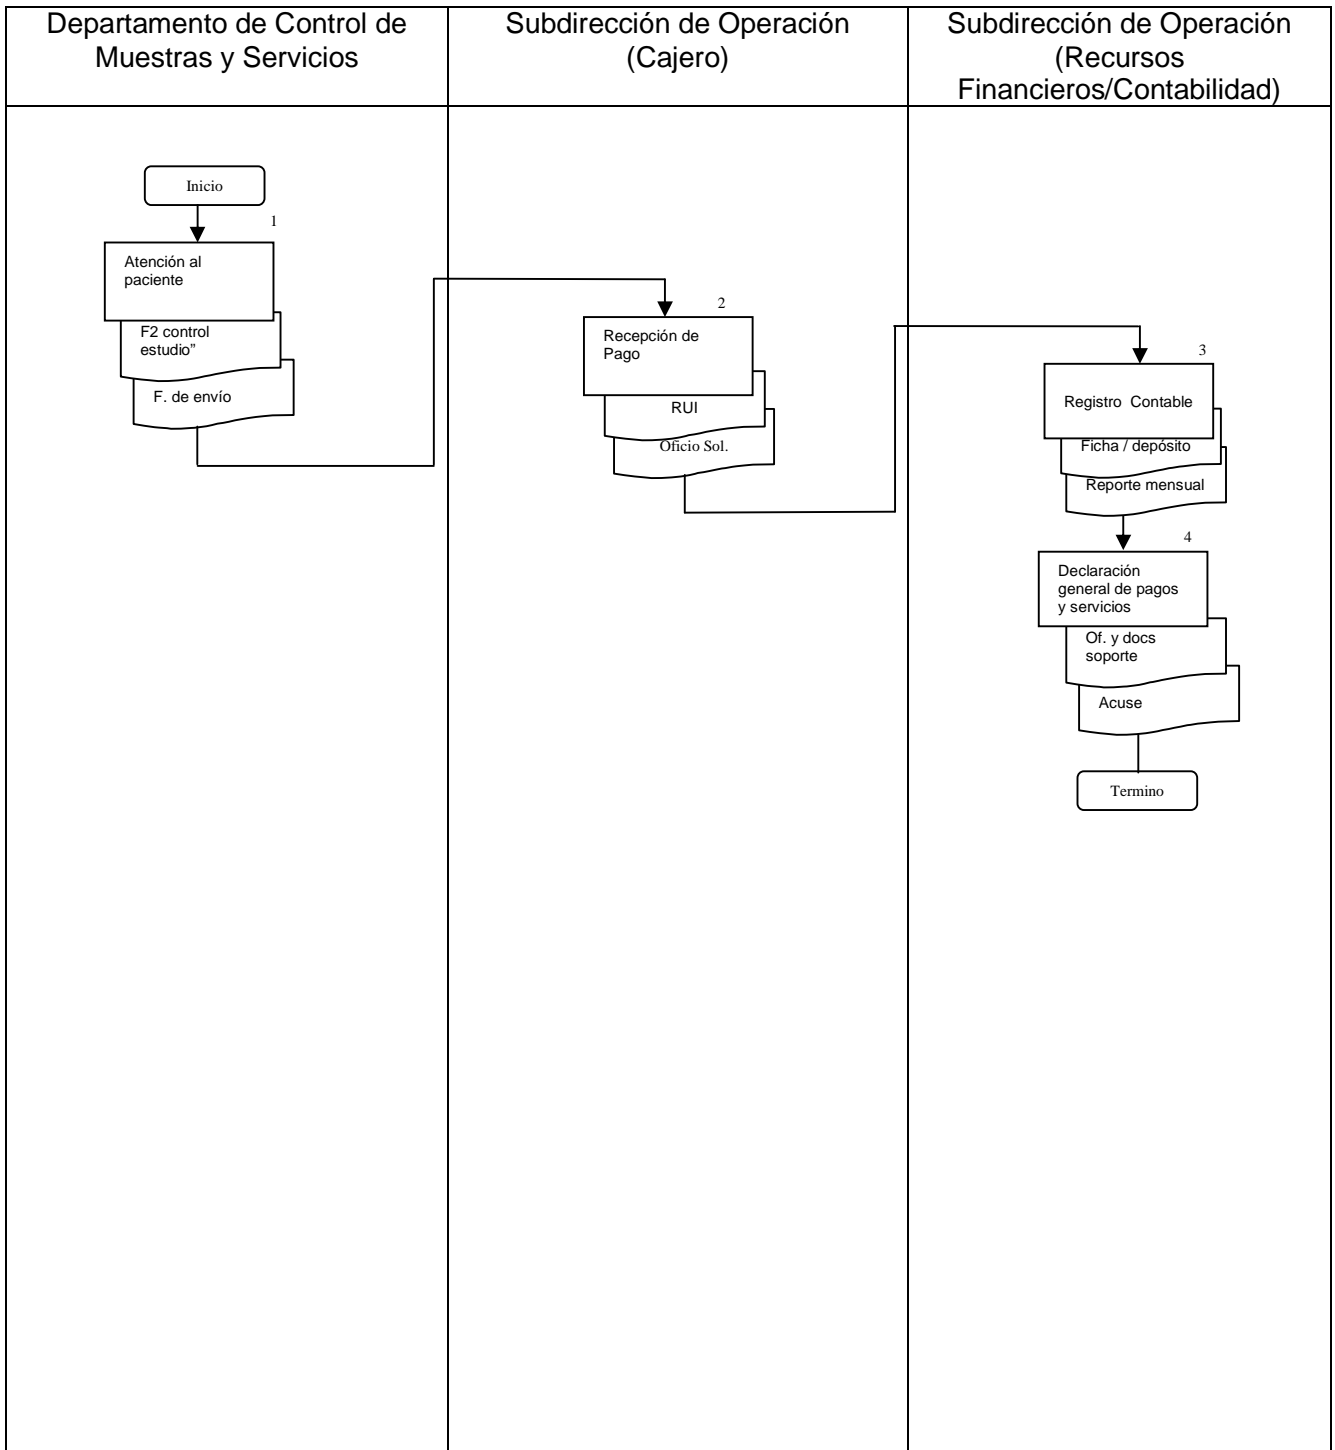 Departamento de Control de
Muestras y Servicios
Subdirección de Operación
(Cajero)
Subdirección de Operación
(Recursos
Financieros/Contabilidad)
Inicio
1
Atención al
paciente
F2 control
estudio”
F. de envío
2
Recepción de
Pago
RUI
Oficio Sol.
3
Registro Contable
Ficha / depósito
Reporte mensual
4
Declaración
general de pagos
y servicios
Of. y docs
soporte
Acuse
Termino